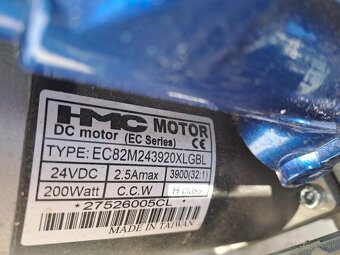 HMC MOTOR
DC motor (EC Series) CE
TYPE: EC82M243920XLGBL
24VDC 2.5Amax 3900(32:1)
200Watt C.C.W H class
*27526005CL*
MADE IN TAIWAN